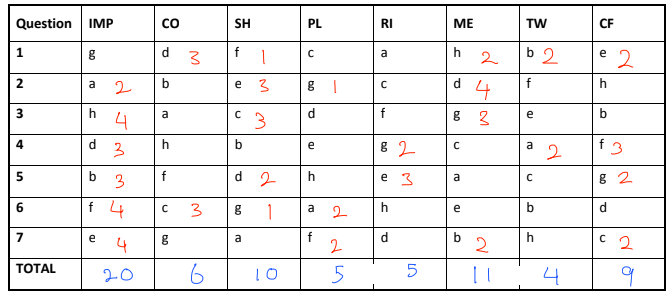 Question IMP CO SH PL RI ME TW CF
1 g d 3 f 1 c a h 2 b 2 e 2
2 a 2 b e 3 g 1 c d 4 f h
3 h 4 a c 3 d f g 3 e b
4 d 3 h b e g 2 c a 2 f 3
5 b 3 f d 2 h e 3 a c g 2
6 f 4 c 3 g 1 a 2 h e b d
7 e 4 g a f 2 d b 2 h c 2
TOTAL 20 6 10 5 5 11 4 9